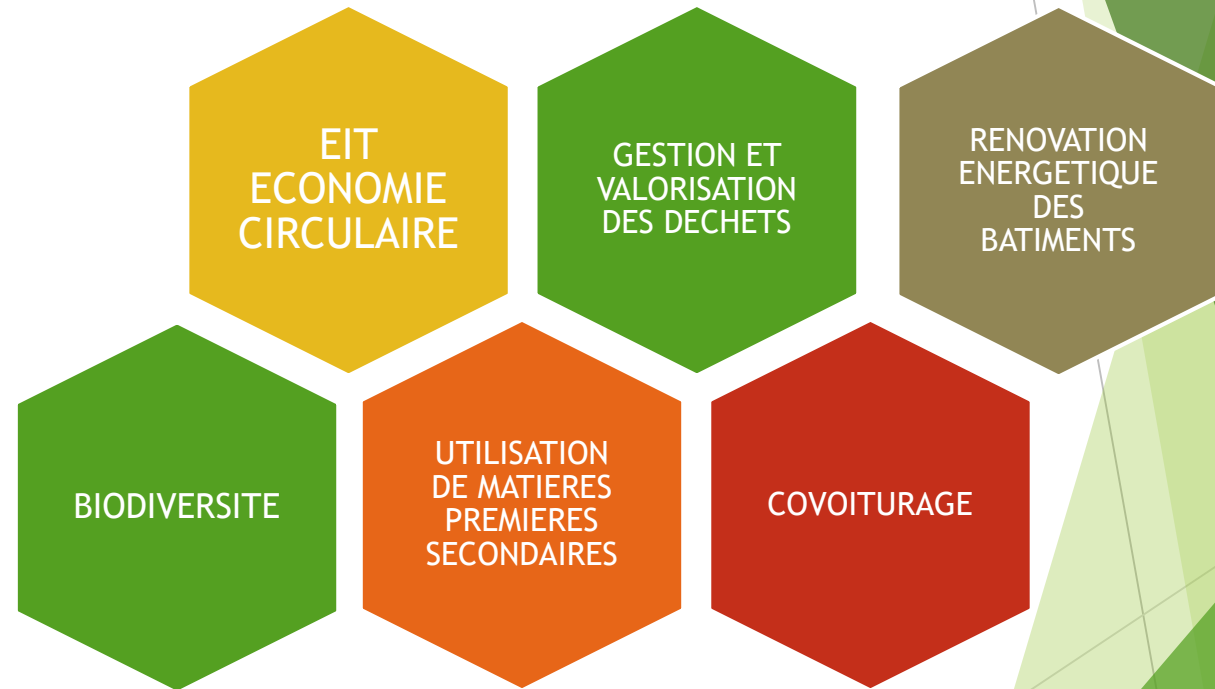 EIT
ECONOMIE
CIRCULAIRE
GESTION ET
VALORISATION
DES DECHETS
RENOVATION
ENERGETIQUE
DES
BATIMENTS
BIODIVERSITE
UTILISATION
DE MATIERES
PREMIERES
SECONDAIRES
COVOITURAGE